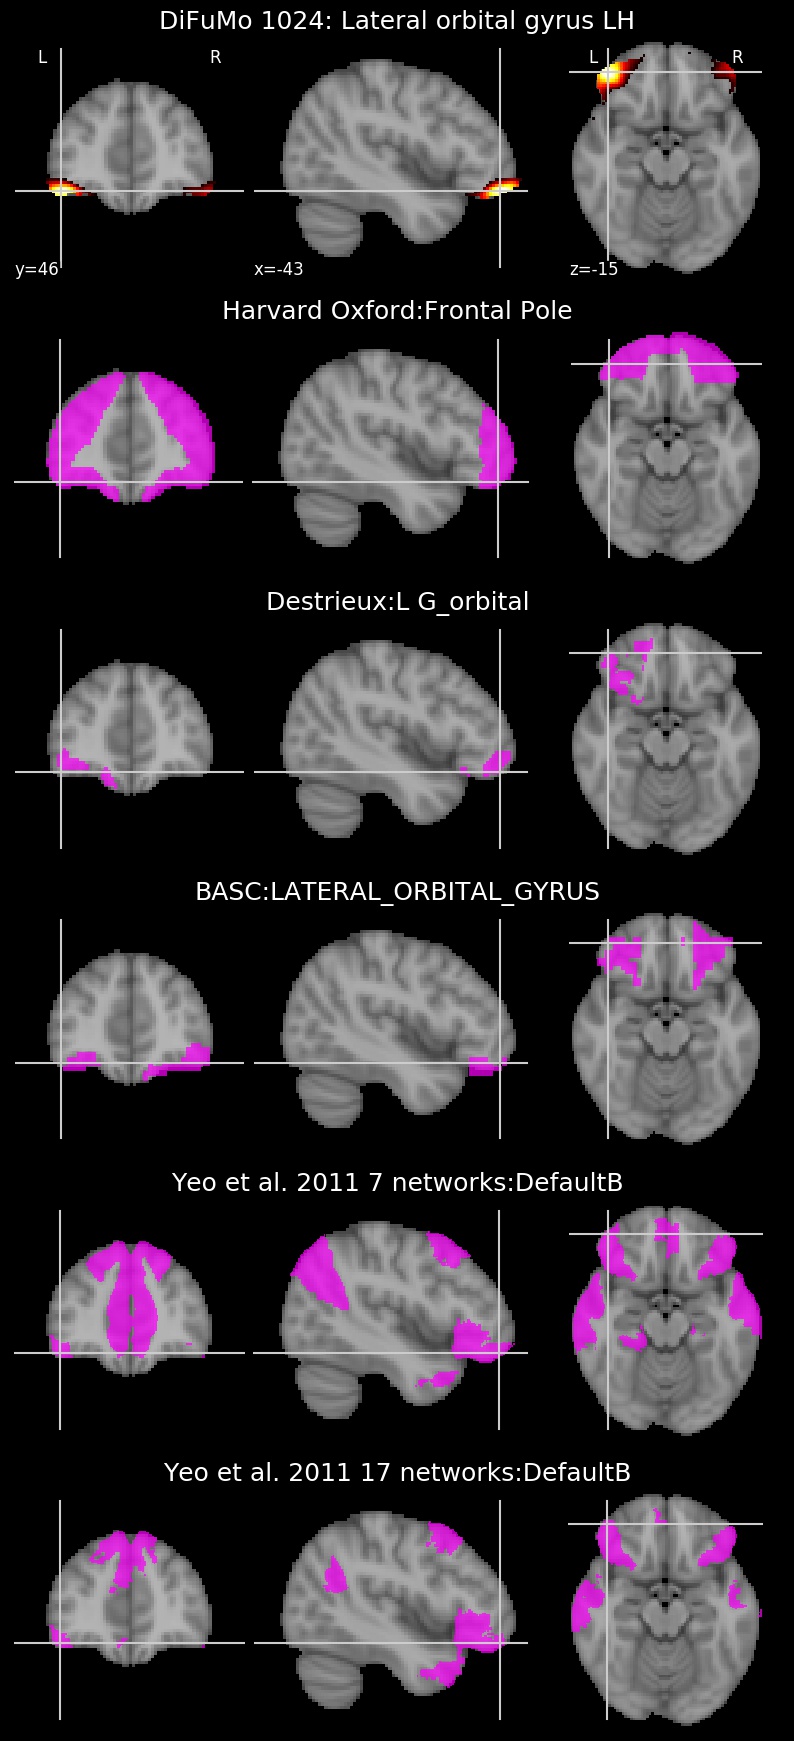 DiFuMo 1024: Lateral orbital gyrus LH
L R L R
y=46 x=-43 z=-15
Harvard Oxford:Frontal Pole
Destrieux:L G_orbital
BASC:LATERAL_ORBITAL_GYRUS
Yeo et al. 2011 7 networks:DefaultB
Yeo et al. 2011 17 networks:DefaultB